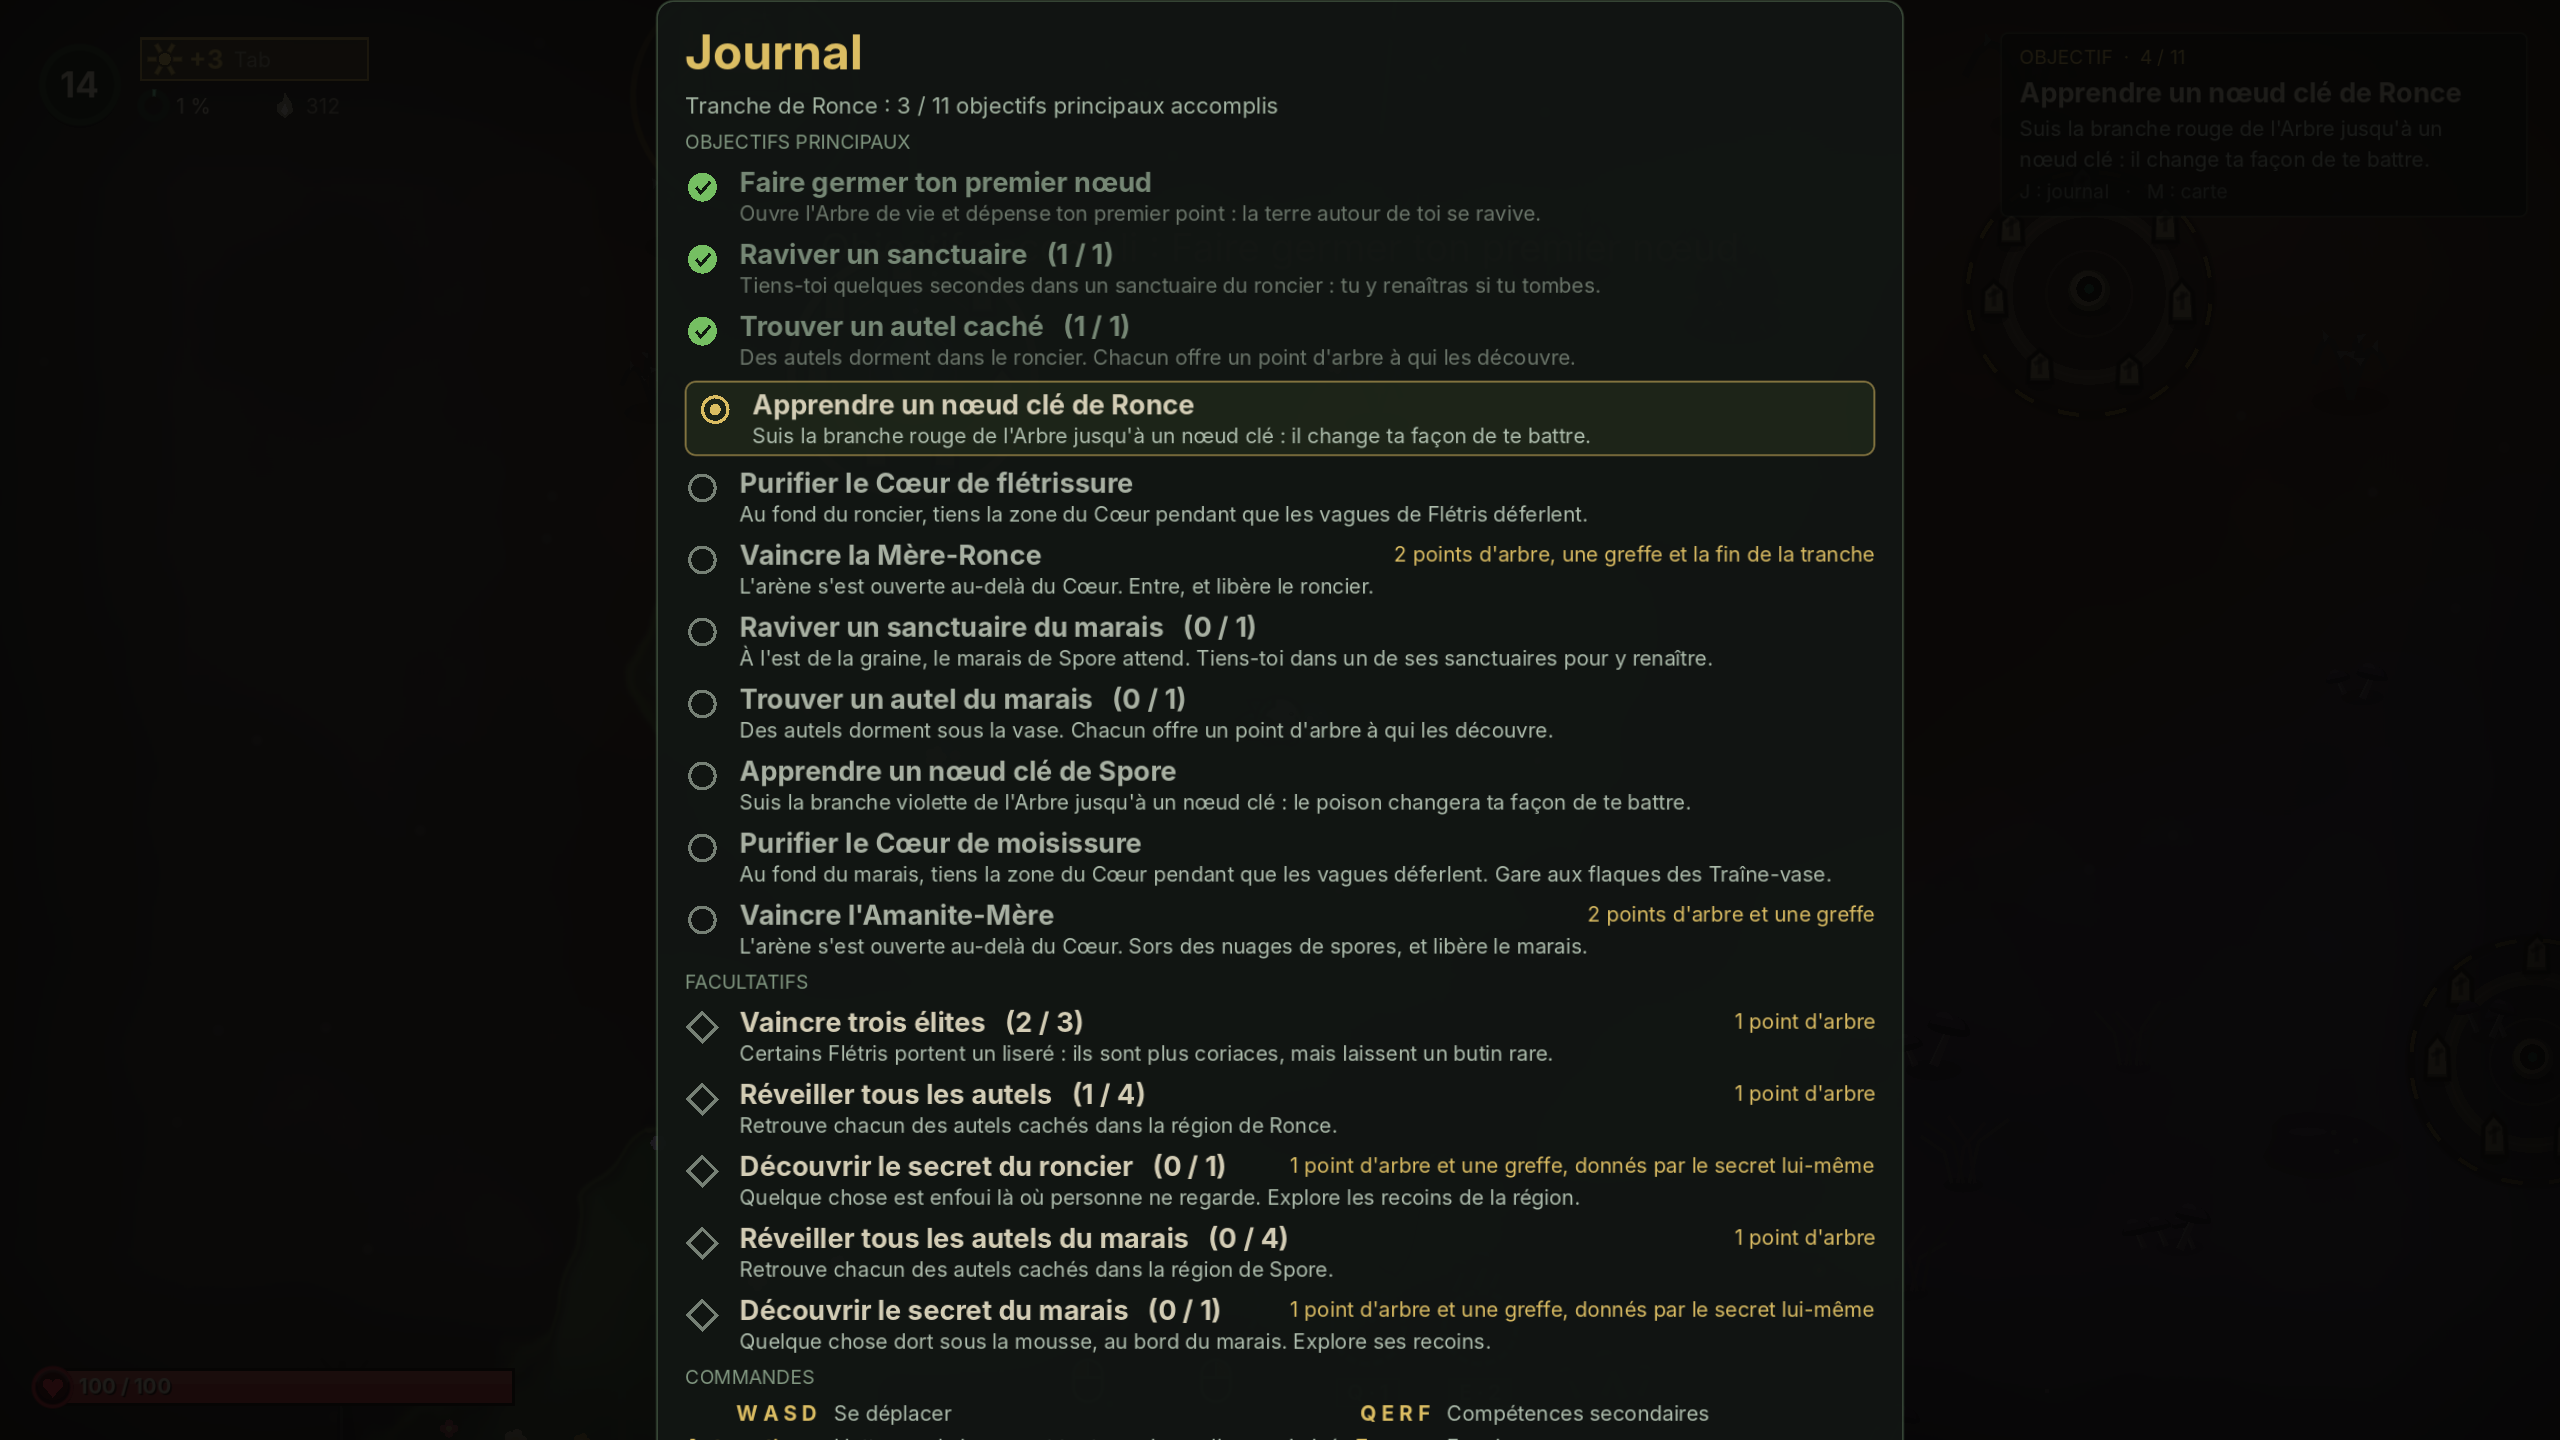 14
+3 Tab
1 % 312
OBJECTIF · 4 / 11
Apprendre un nœud clé de Ronce
Suis la branche rouge de l'Arbre jusqu'à un
nœud clé : il change ta façon de te battre.
J : journal · M : carte
Journal
Tranche de Ronce : 3 / 11 objectifs principaux accomplis
OBJECTIFS PRINCIPAUX
Faire germer ton premier nœud
Ouvre l'Arbre de vie et dépense ton premier point : la terre autour de toi se ravive.
Faire germer ton premier nœud
Raviver un sanctuaire (1 / 1)
Tiens-toi quelques secondes dans un sanctuaire du roncier : tu y renaîtras si tu tombes.
Trouver un autel caché (1 / 1)
Des autels dorment dans le roncier. Chacun offre un point d'arbre à qui les découvre.
Apprendre un nœud clé de Ronce
Suis la branche rouge de l'Arbre jusqu'à un nœud clé : il change ta façon de te battre.
Purifier le Cœur de flétrissure
Au fond du roncier, tiens la zone du Cœur pendant que les vagues de Flétris déferlent.
Vaincre la Mère-Ronce 2 points d'arbre, une greffe et la fin de la tranche
L'arène s'est ouverte au-delà du Cœur. Entre, et libère le roncier.
Raviver un sanctuaire du marais (0 / 1)
À l'est de la graine, le marais de Spore attend. Tiens-toi dans un de ses sanctuaires pour y renaître.
Trouver un autel du marais (0 / 1)
Des autels dorment sous la vase. Chacun offre un point d'arbre à qui les découvre.
Apprendre un nœud clé de Spore
Suis la branche violette de l'Arbre jusqu'à un nœud clé : le poison changera ta façon de te battre.
Purifier le Cœur de moisissure
Au fond du marais, tiens la zone du Cœur pendant que les vagues déferlent. Gare aux flaques des Traîne-vase.
Vaincre l'Amanite-Mère 2 points d'arbre et une greffe
L'arène s'est ouverte au-delà du Cœur. Sors des nuages de spores, et libère le marais.
FACULTATIFS
Vaincre trois élites (2 / 3) 1 point d'arbre
Certains Flétris portent un liseré : ils sont plus coriaces, mais laissent un butin rare.
Réveiller tous les autels (1 / 4) 1 point d'arbre
Retrouve chacun des autels cachés dans la région de Ronce.
Découvrir le secret du roncier (0 / 1) 1 point d'arbre et une greffe, donnés par le secret lui-même
Quelque chose est enfoui là où personne ne regarde. Explore les recoins de la région.
Réveiller tous les autels du marais (0 / 4) 1 point d'arbre
Retrouve chacun des autels cachés dans la région de Spore.
Découvrir le secret du marais (0 / 1) 1 point d'arbre et une greffe, donnés par le secret lui-même
Quelque chose dort sous la mousse, au bord du marais. Explore ses recoins.
COMMANDES
W A S D Se déplacer Q E R F Compétences secondaires
100 / 100